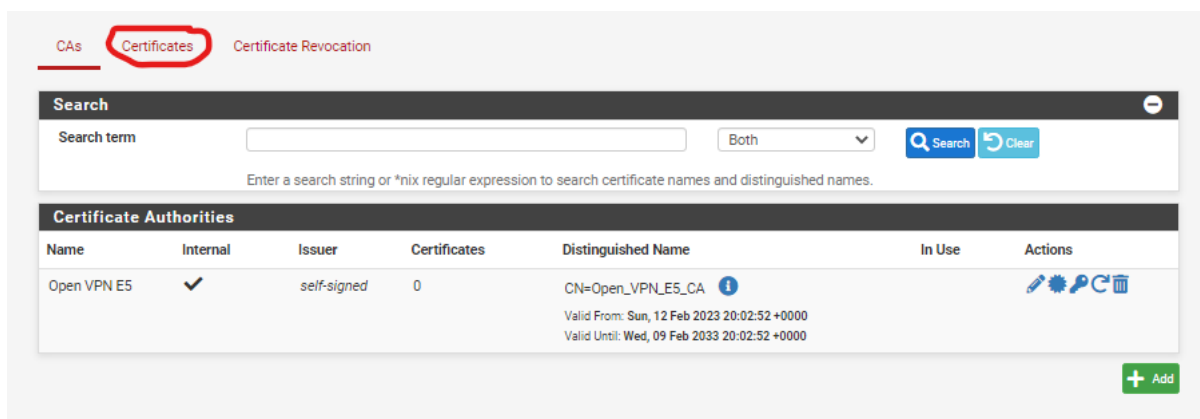 CAs Certificates Certificate Revocation
Search
Search term Both Search Clear
Enter a search string or *nix regular expression to search certificate names and distinguished names.
Certificate Authorities
Name Internal Issuer Certificates Distinguished Name In Use Actions
Open VPN E5 self-signed 0 CN=Open_VPN_E5_CA
Valid From: Sun, 12 Feb 2023 20:02:52 +0000
Valid Until: Wed, 09 Feb 2033 20:02:52 +0000
Add